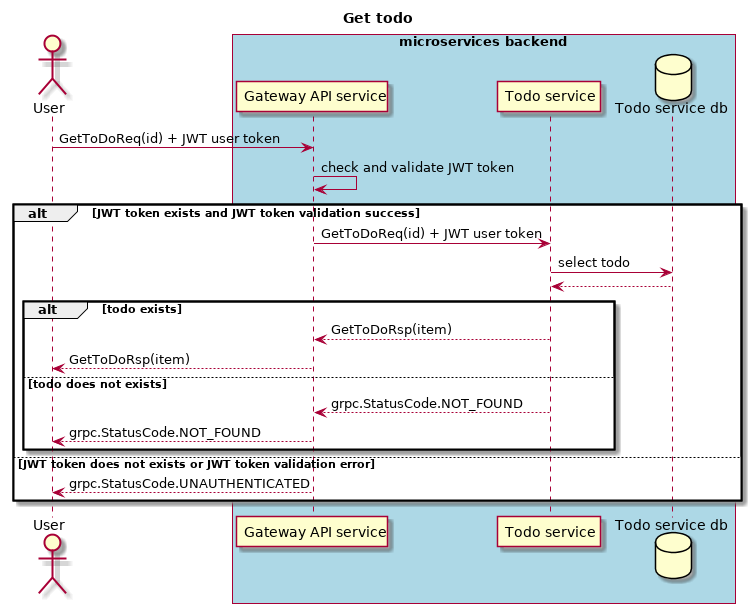 Get todo
microservices backend
User
Gateway API service
Todo service
Todo service db
GetToDoReq(id) + JWT user token
check and validate JWT token
alt
[JWT token exists and JWT token validation success]
GetToDoReq(id) + JWT user token
select todo
alt
[todo exists]
GetToDoRsp(item)
GetToDoRsp(item)
[todo does not exists]
grpc.StatusCode.NOT_FOUND
grpc.StatusCode.NOT_FOUND
[JWT token does not exists or JWT token validation error]
grpc.StatusCode.UNAUTHENTICATED
User
Gateway API service
Todo service
Todo service db